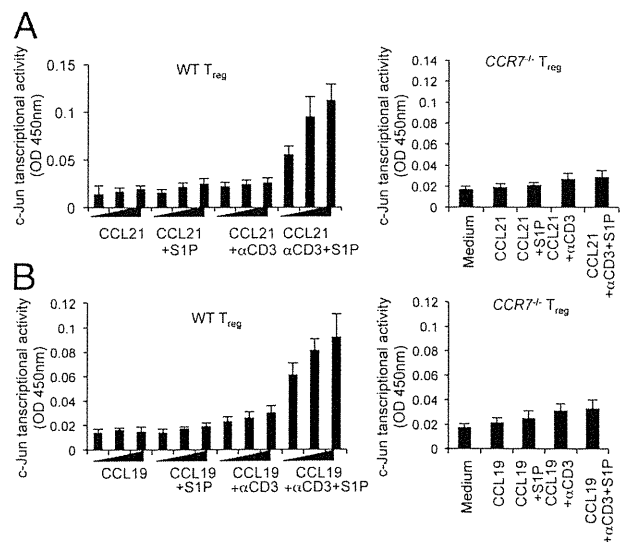 A
WT Treg
c-Jun tanscriptional activity
(OD 450nm)
0.15
0.1
0.05
0
CCL21
CCL21
+S1P
CCL21
+αCD3
CCL21
αCD3+S1P
CCR7-/- Treg
c-Jun transcriptional activity
(OD 450nm)
0.14
0.12
0.1
0.08
0.06
0.04
0.02
0
Medium
CCL21
CCL21
+S1P
CCL21
+αCD3
CCL21
+αCD3+S1P
B
WT Treg
c-Jun transcriptional activity
(OD 450nm)
0.12
0.1
0.08
0.06
0.04
0.02
0
CCL19
CCL19
+S1P
CCL19
+αCD3
CCL19
+αCD3+S1P
CCR7-/- Treg
c-Jun transcriptional activity
(OD 450nm)
0.12
0.1
0.08
0.06
0.04
0.02
0
Medium
CCL19
CCL19
+S1P
CCL19
+αCD3
CCL19
+αCD3+S1P